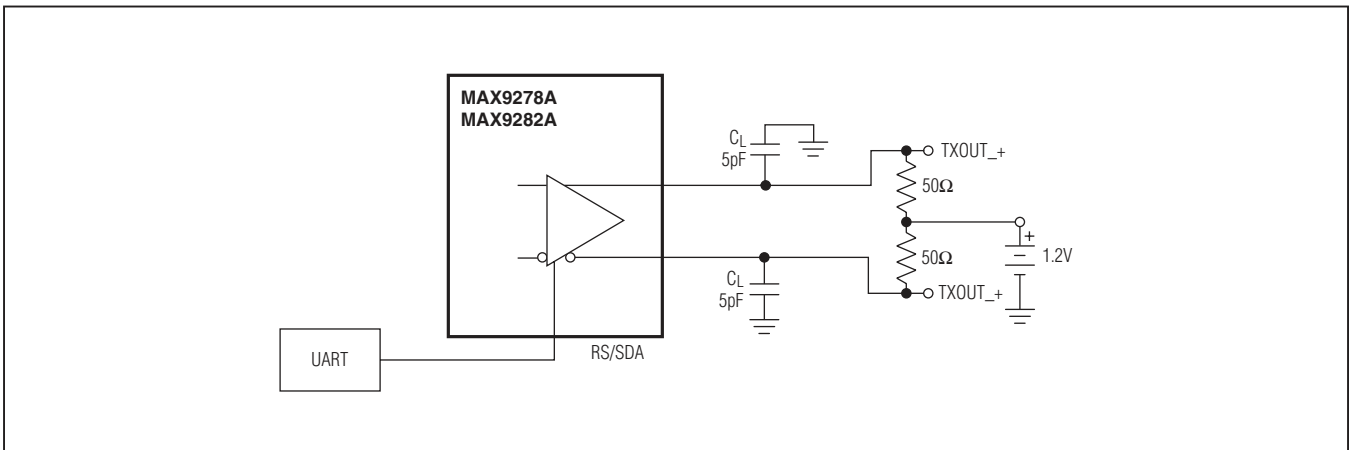 MAX9278A
MAX9282A
CL
5pF
TXOUT_+
50Ω
+
1.2V
50Ω
CL
5pF
TXOUT_+
UART
RS/SDA